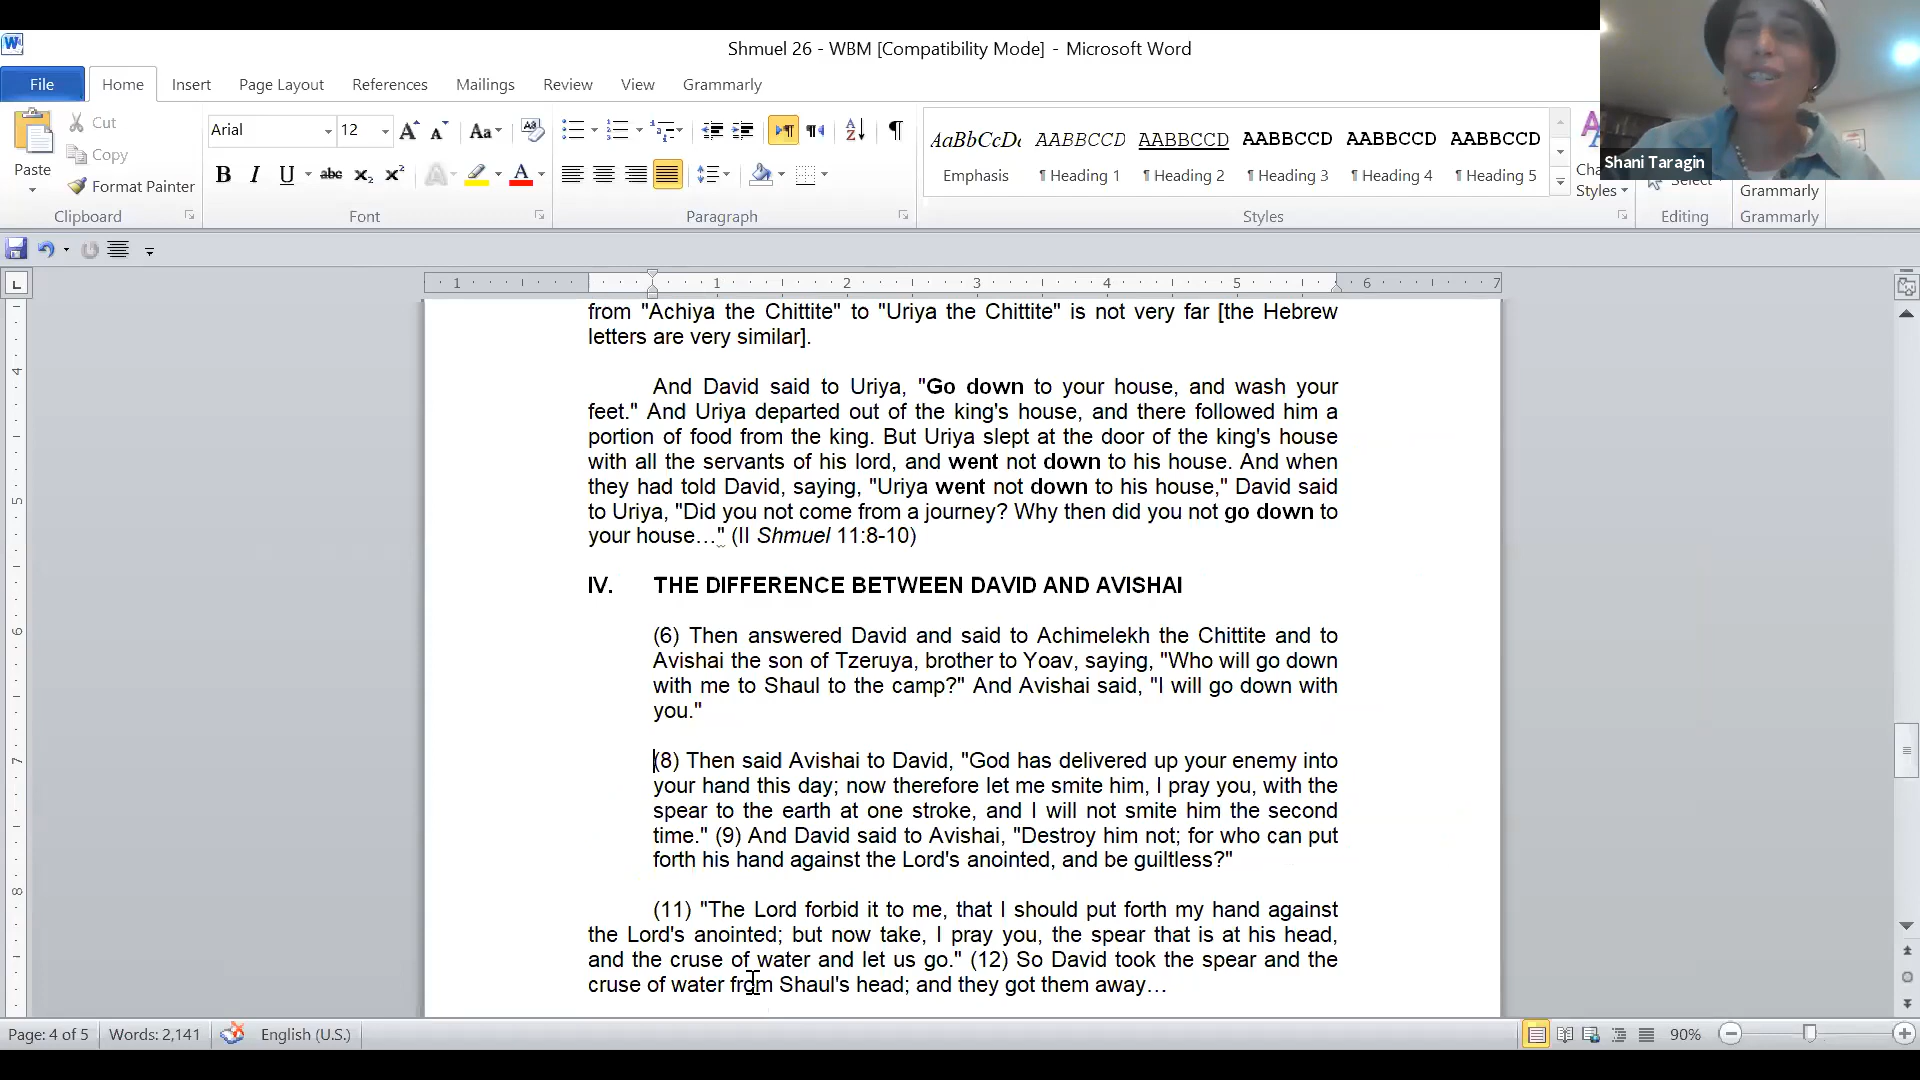 Shmuel 26 - WBM [Compatibility Mode] - Microsoft Word
File Home Insert Page Layout References Mailings Review View Grammarly
Paste
Cut
Copy
Format Painter
Clipboard
Arial 12
Font
Paragraph
AaBbCcDc AABBCCD AABBCCD AABBCCD AABBCCD AABBCCD
Emphasis ¶ Heading 1 ¶ Heading 2 ¶ Heading 3 ¶ Heading 4 ¶ Heading 5
Styles
Styles
Select
Editing
Grammarly
Grammarly
Shani Taragin
1 1 2 3 4 5 6 7
4
5
6
7
8
from "Achiya the Chittite" to "Uriya the Chittite" is not very far [the Hebrew
letters are very similar].
And David said to Uriya, "Go down to your house, and wash your
feet." And Uriya departed out of the king's house, and there followed him a
portion of food from the king. But Uriya slept at the door of the king's house
with all the servants of his lord, and went not down to his house. And when
they had told David, saying, "Uriya went not down to his house," David said
to Uriya, "Did you not come from a journey? Why then did you not go down to
your house…" (II Shmuel 11:8-10)
IV. THE DIFFERENCE BETWEEN DAVID AND AVISHAI
(6) Then answered David and said to Achimelekh the Chittite and to
Avishai the son of Tzeruya, brother to Yoav, saying, "Who will go down
with me to Shaul to the camp?" And Avishai said, "I will go down with
you."
(8) Then said Avishai to David, "God has delivered up your enemy into
your hand this day; now therefore let me smite him, I pray you, with the
spear to the earth at one stroke, and I will not smite him the second
time." (9) And David said to Avishai, "Destroy him not; for who can put
forth his hand against the Lord's anointed, and be guiltless?"
(11) "The Lord forbid it to me, that I should put forth my hand against
the Lord's anointed; but now take, I pray you, the spear that is at his head,
and the cruse of water and let us go." (12) So David took the spear and the
cruse of water from Shaul's head; and they got them away…
Page: 4 of 5 Words: 2,141 English (U.S.) 90%